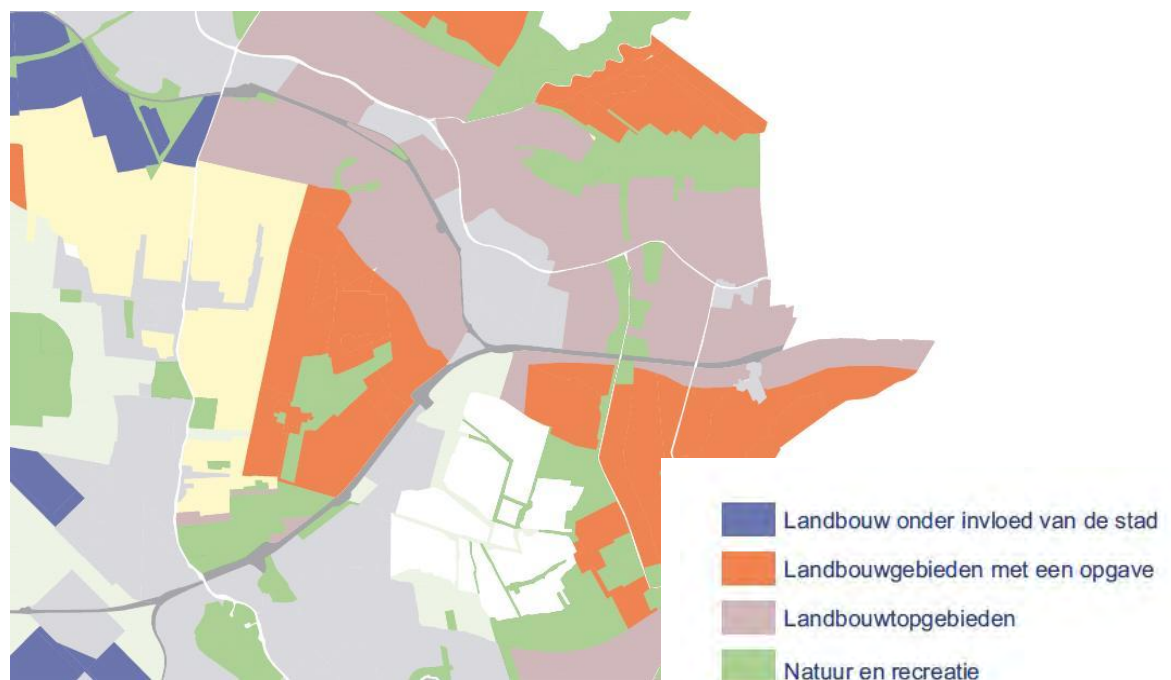 Landbouw onder invloed van de stad
Landbouwgebieden met een opgave
Landbouwtopgebieden
Natuur en recreatie